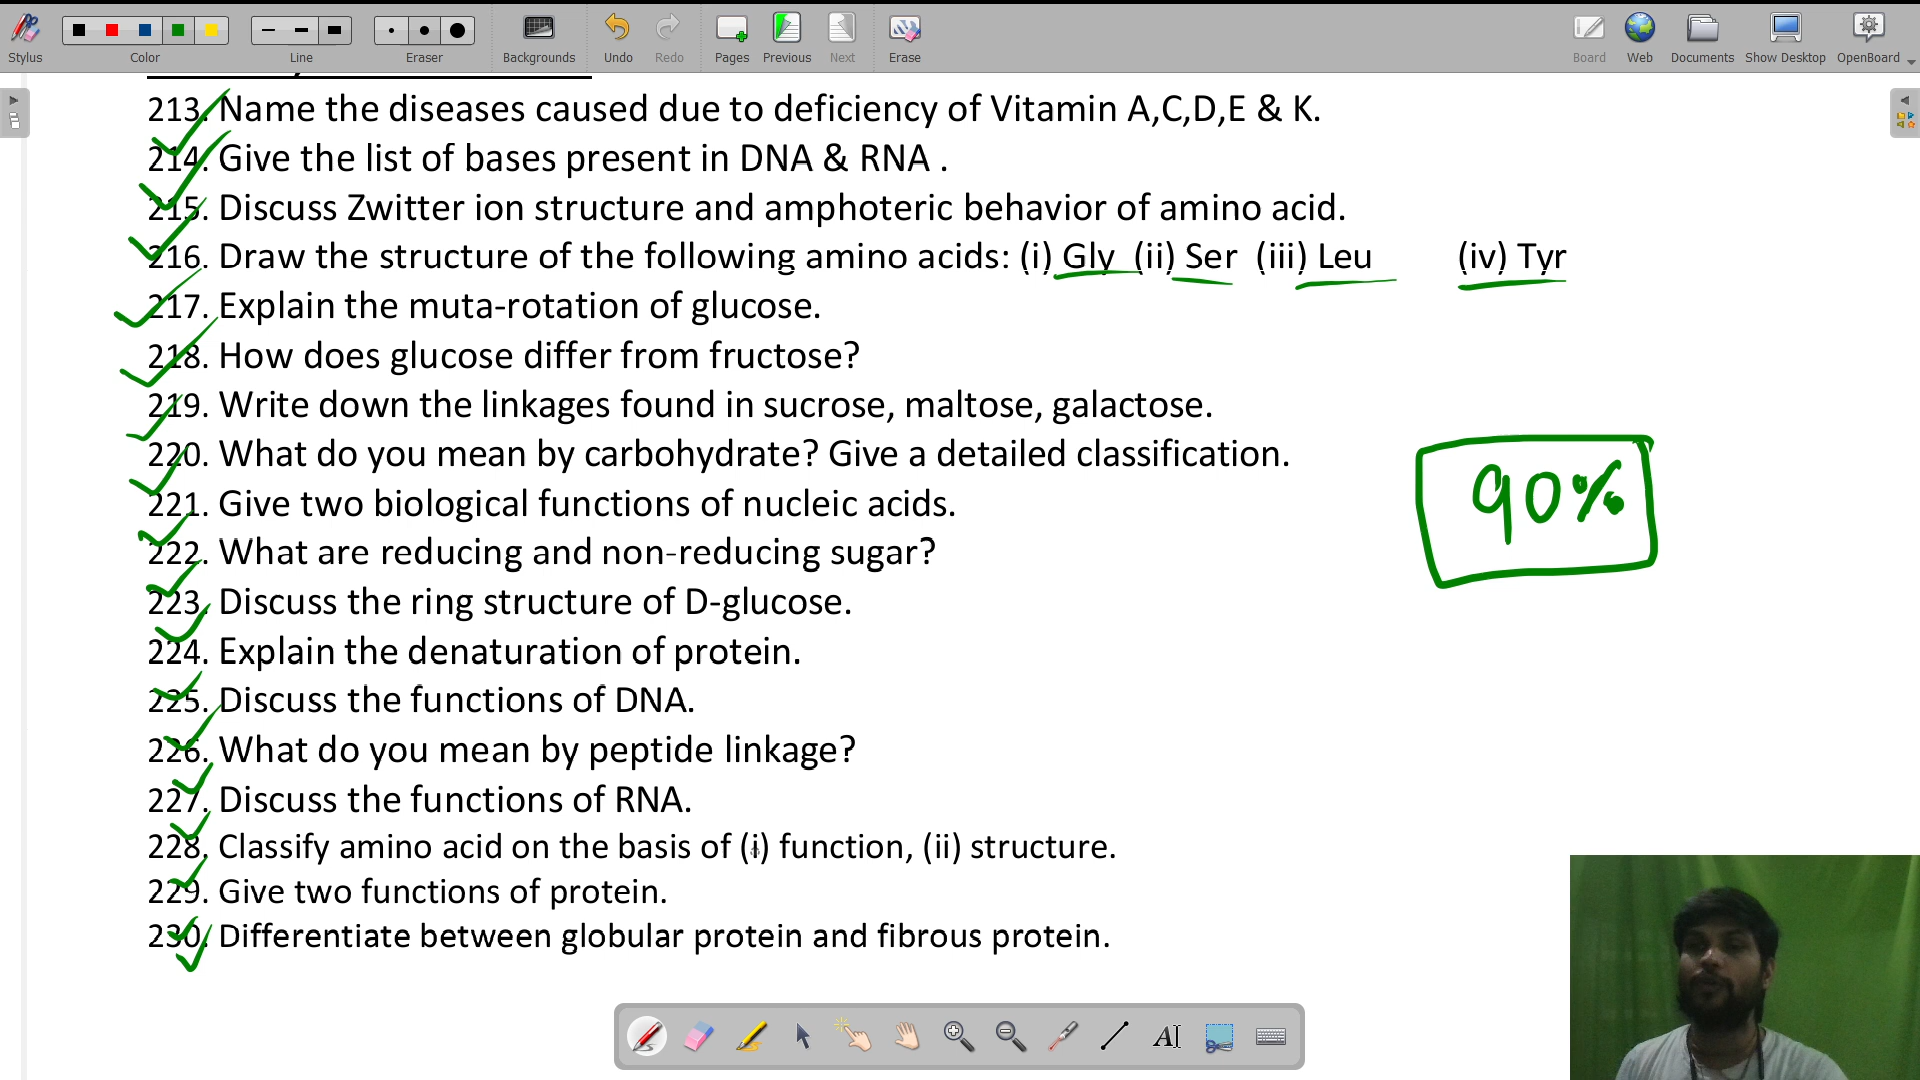 Stylus Color Line Eraser Backgrounds Undo Redo Pages Previous Next Erase Board Web Documents Show Desktop OpenBoard
213. Name the diseases caused due to deficiency of Vitamin A,C,D,E & K.
214. Give the list of bases present in DNA & RNA .
215. Discuss Zwitter ion structure and amphoteric behavior of amino acid.
216. Draw the structure of the following amino acids: (i) Gly (ii) Ser (iii) Leu (iv) Tyr
217. Explain the muta-rotation of glucose.
218. How does glucose differ from fructose?
219. Write down the linkages found in sucrose, maltose, galactose.
220. What do you mean by carbohydrate? Give a detailed classification.
90%
221. Give two biological functions of nucleic acids.
222. What are reducing and non-reducing sugar?
223. Discuss the ring structure of D-glucose.
224. Explain the denaturation of protein.
225. Discuss the functions of DNA.
226. What do you mean by peptide linkage?
227. Discuss the functions of RNA.
228. Classify amino acid on the basis of (i) function, (ii) structure.
229. Give two functions of protein.
230. Differentiate between globular protein and fibrous protein.
AI